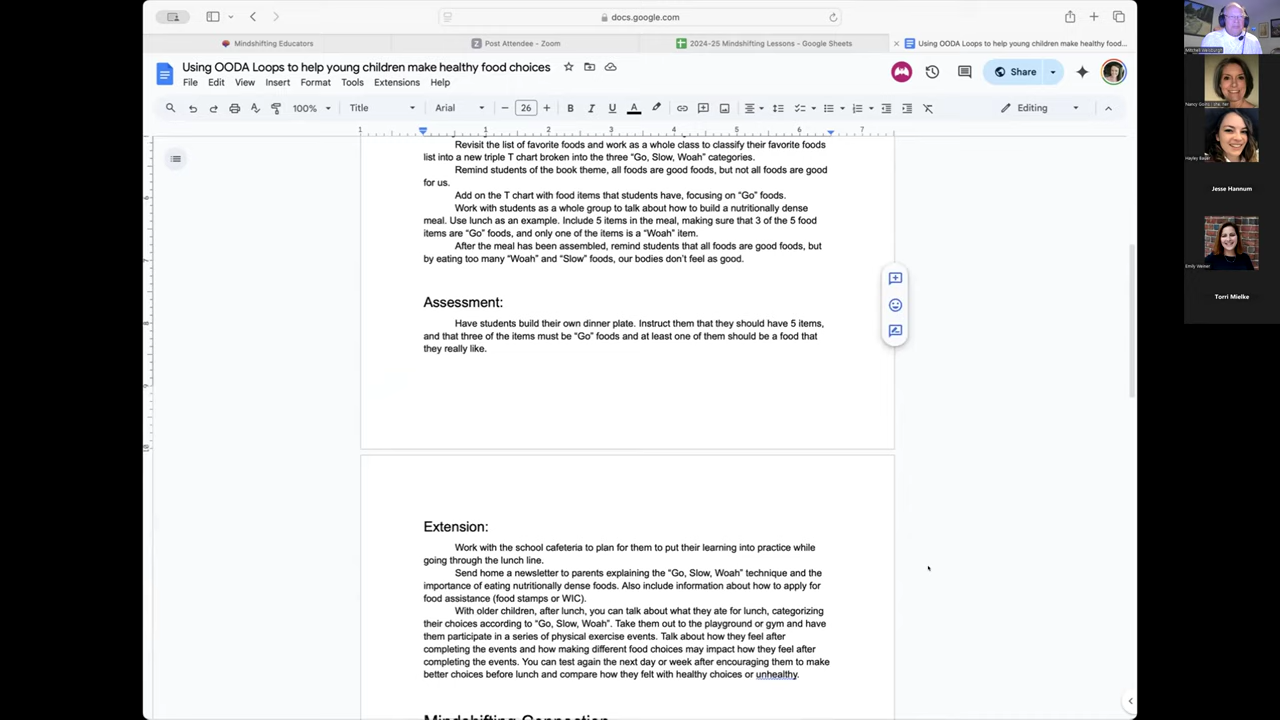 docs.google.com
Mindshifting Educators
Post Attendee - Zoom
2024-25 Mindshifting Lessons - Google Sheets
Using OODA Loops to help young children make healthy food...
Using OODA Loops to help young children make healthy food choices
File Edit View Insert Format Tools Extensions Help
Share
100% Title Arial 26 Editing
1 1 2 3 4 5 6 7
Revisit the list of favorite foods and work as a whole class to classify their favorite foods
list into a new triple T chart broken into the three “Go, Slow, Woah” categories.
Remind students of the book theme, all foods are good foods, but not all foods are good
for us.
Add on the T chart with food items that students have, focusing on “Go” foods.
Work with students as a whole group to talk about how to build a nutritionally dense
meal. Use lunch as an example. Include 5 items in the meal, making sure that 3 of the 5 food
items are “Go” foods, and only one of the items is a “Woah” item.
After the meal has been assembled, remind students that all foods are good foods, but
by eating too many “Woah” and “Slow” foods, our bodies don’t feel as good.
Assessment:
Have students build their own dinner plate. Instruct them that they should have 5 items,
and that three of the items must be “Go” foods and at least one of them should be a food that
they really like.
Extension:
Work with the school cafeteria to plan for them to put their learning into practice while
going through the lunch line.
Send home a newsletter to parents explaining the “Go, Slow, Woah” technique and the
importance of eating nutritionally dense foods. Also include information about how to apply for
food assistance (food stamps or WIC).
With older children, after lunch, you can talk about what they ate for lunch, categorizing
their choices according to “Go, Slow, Woah”. Take them out to the playground or gym and have
them participate in a series of physical exercise events. Talk about how they feel after
completing the events and how making different food choices may impact how they feel after
completing the events. You can test again the next day or week after encouraging them to make
better choices before lunch and compare how they felt with healthy choices or unhealthy.
Mindshifting Connection
Mitchell Weisburgh
Hayley Bauer
Jesse Hannum
Emily Weiner
Torri Mielke